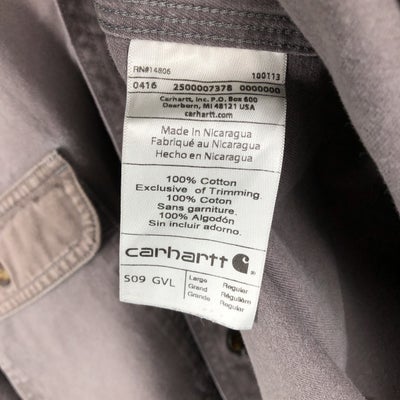 RN#14806 100113
0416 2500007378 0000000
Carhartt, Inc. P.O. Box 600
Dearborn, MI 48121 USA
carhartt.com
Made in Nicaragua
Fabriqué au Nicaragua
Hecho en Nicaragua
100% Cotton
Exclusive of Trimming.
100% Coton
Sans garniture.
100% Algodón
Sin incluir adorno.
carhartt
S09 GVL Large Regular
Grand Régulière
Grande Regular